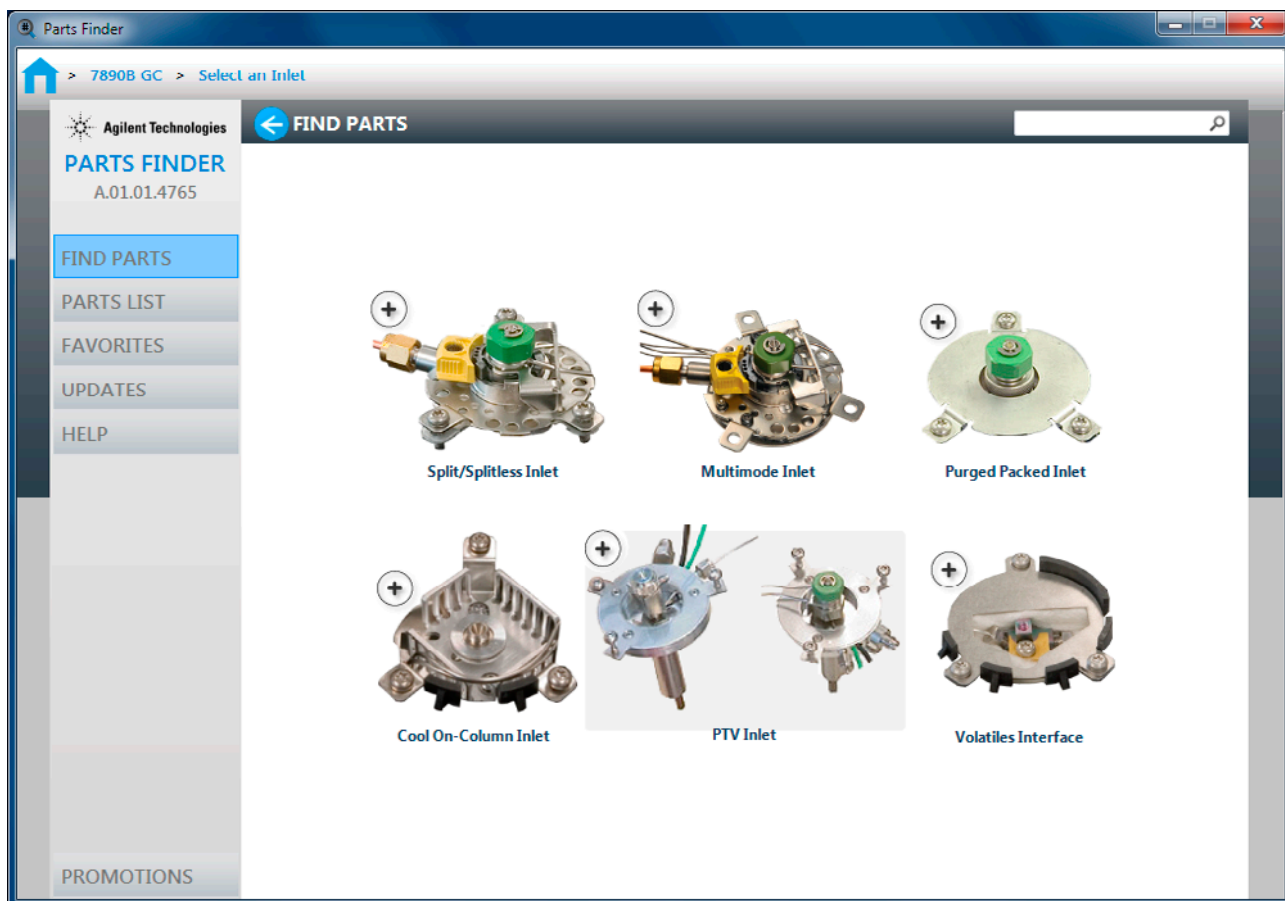 Parts Finder
> 7890B GC > Select an Inlet
Agilent Technologies
FIND PARTS
PARTS FINDER
A.01.01.4765
FIND PARTS
PARTS LIST
FAVORITES
UPDATES
HELP
PROMOTIONS
Split/Splitless Inlet
Multimode Inlet
Purged Packed Inlet
Cool On-Column Inlet
PTV Inlet
Volatiles Interface